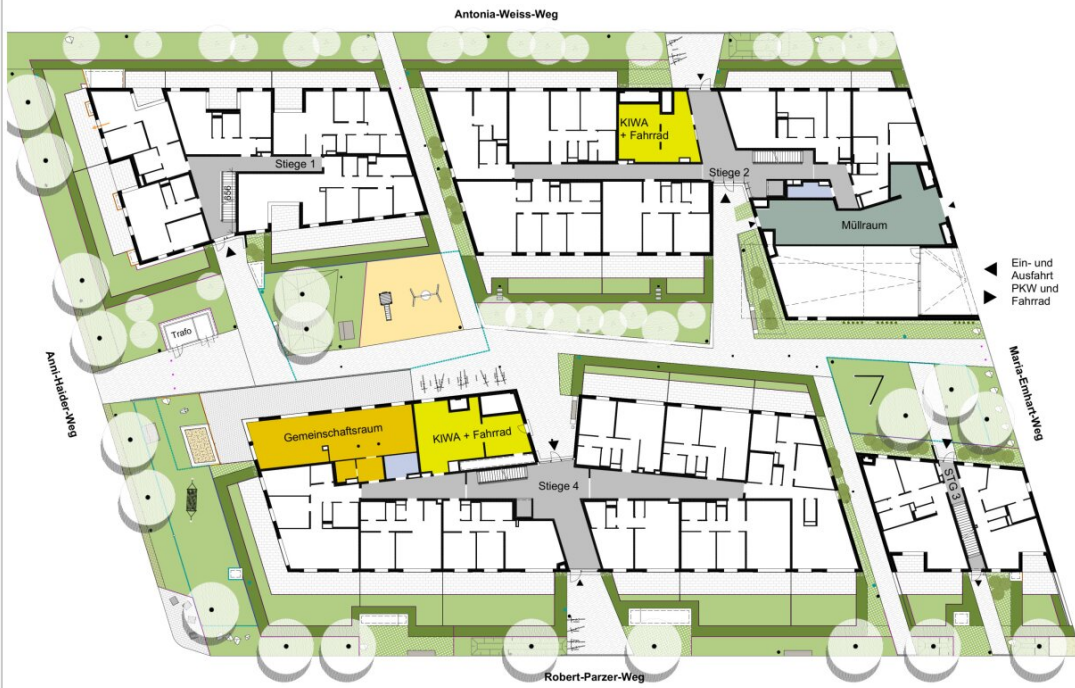 Antonia-Weiss-Weg
KIWA
+ Fahrrad
Stiege 1
Stiege 2
656
Müllraum
Ein- und
Ausfahrt
PKW und
Fahrrad
Trafo
Anni-Haider-Weg
Maria-Emhart-Weg
Gemeinschaftsraum
KIWA + Fahrrad
Stiege 4
STG 3
Robert-Parzer-Weg